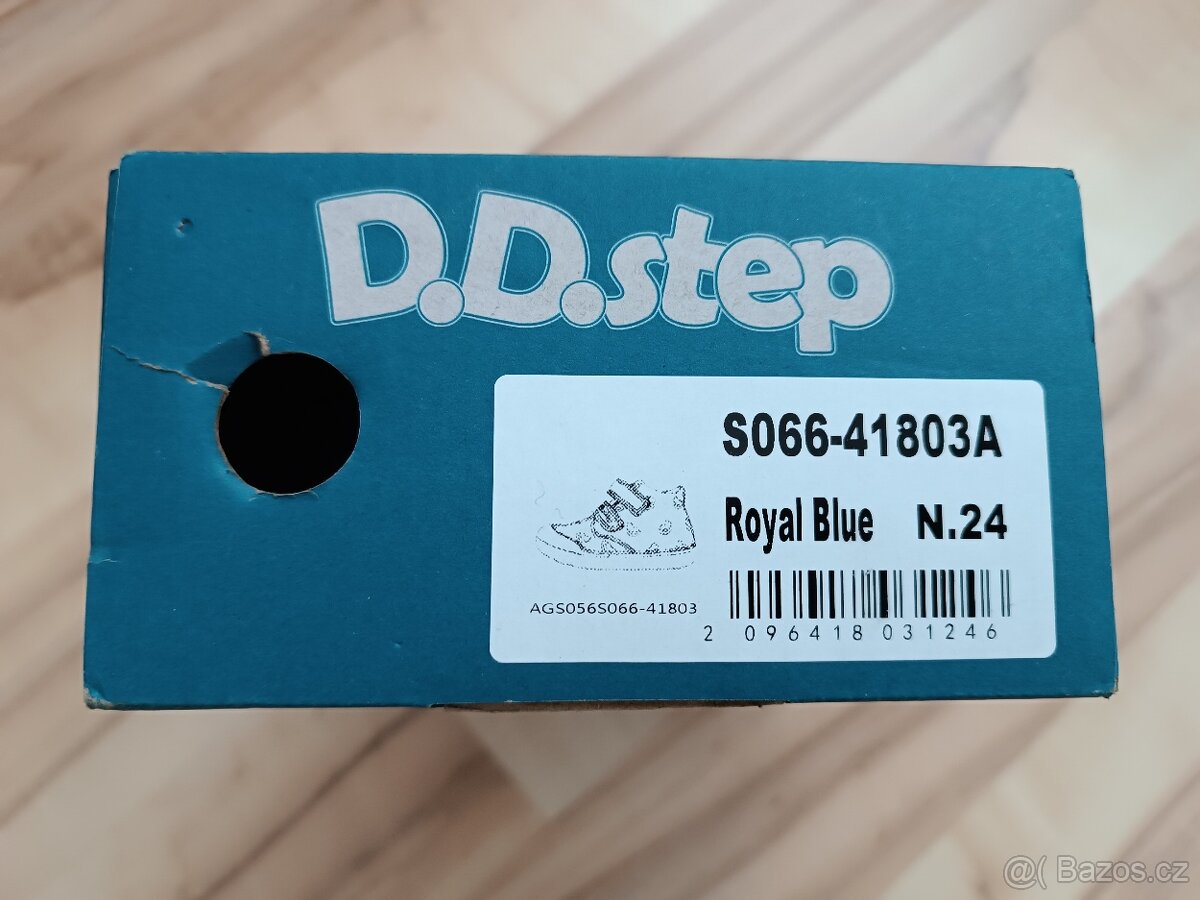 D.D.step
S066-41803A
Royal Blue N.24
AGS056S066-41803
2 096418 031246
@( Bazos.cz